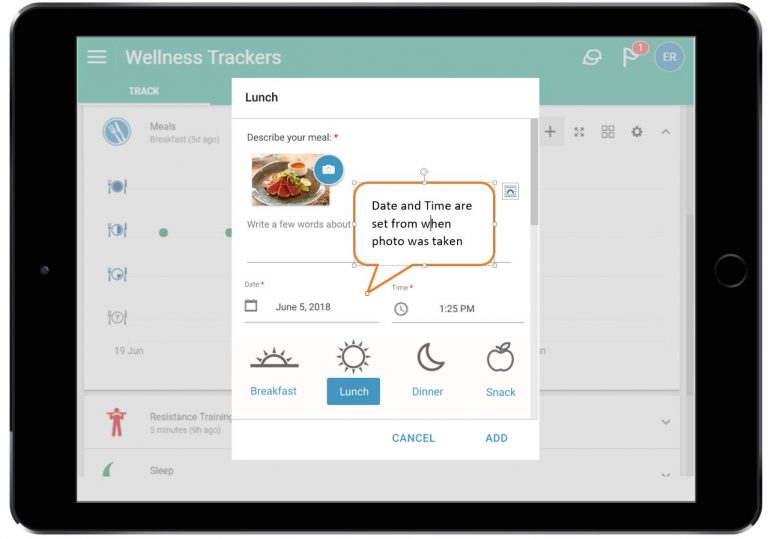 Wellness Trackers
1
ER
TRACK
Lunch
Meals
Breakfast (5d ago)
Describe your meal: *
Date and Time are
set from when
photo was taken
Write a few words about
Date *
Time *
June 5, 2018
1:25 PM
?
19 Jun
Breakfast
Lunch
Dinner
Snack
Resistance Training
5 minutes (9h ago)
CANCEL
ADD
Sleep